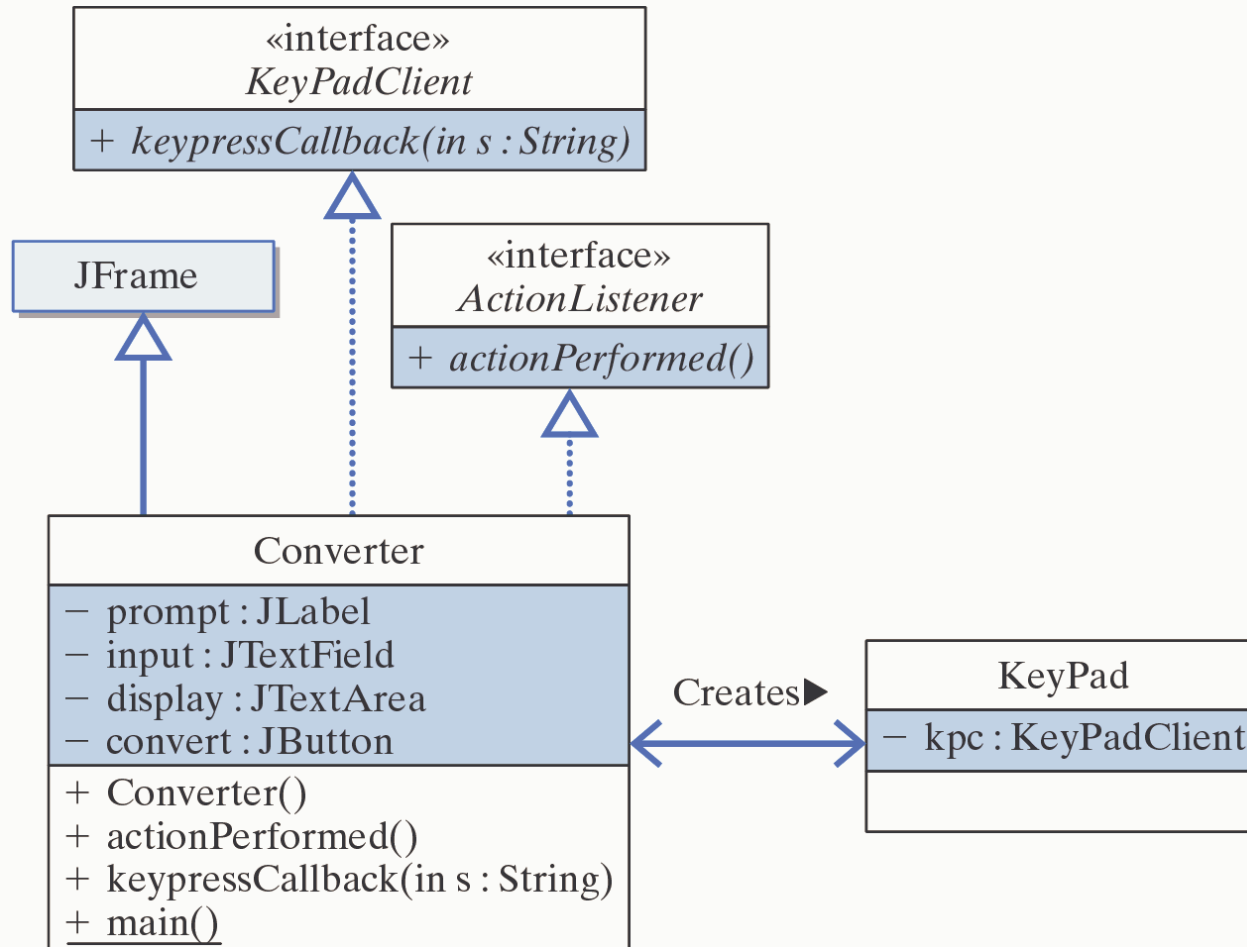 «interface»
KeyPadClient
+ keypressCallback(in s : String)
JFrame
«interface»
ActionListener
+ actionPerformed()
Converter
− prompt : JLabel
− input : JTextField
− display : JTextArea
− convert : JButton
+ Converter()
+ actionPerformed()
+ keypressCallback(in s : String)
+ main()
Creates▶
KeyPad
− kpc : KeyPadClient